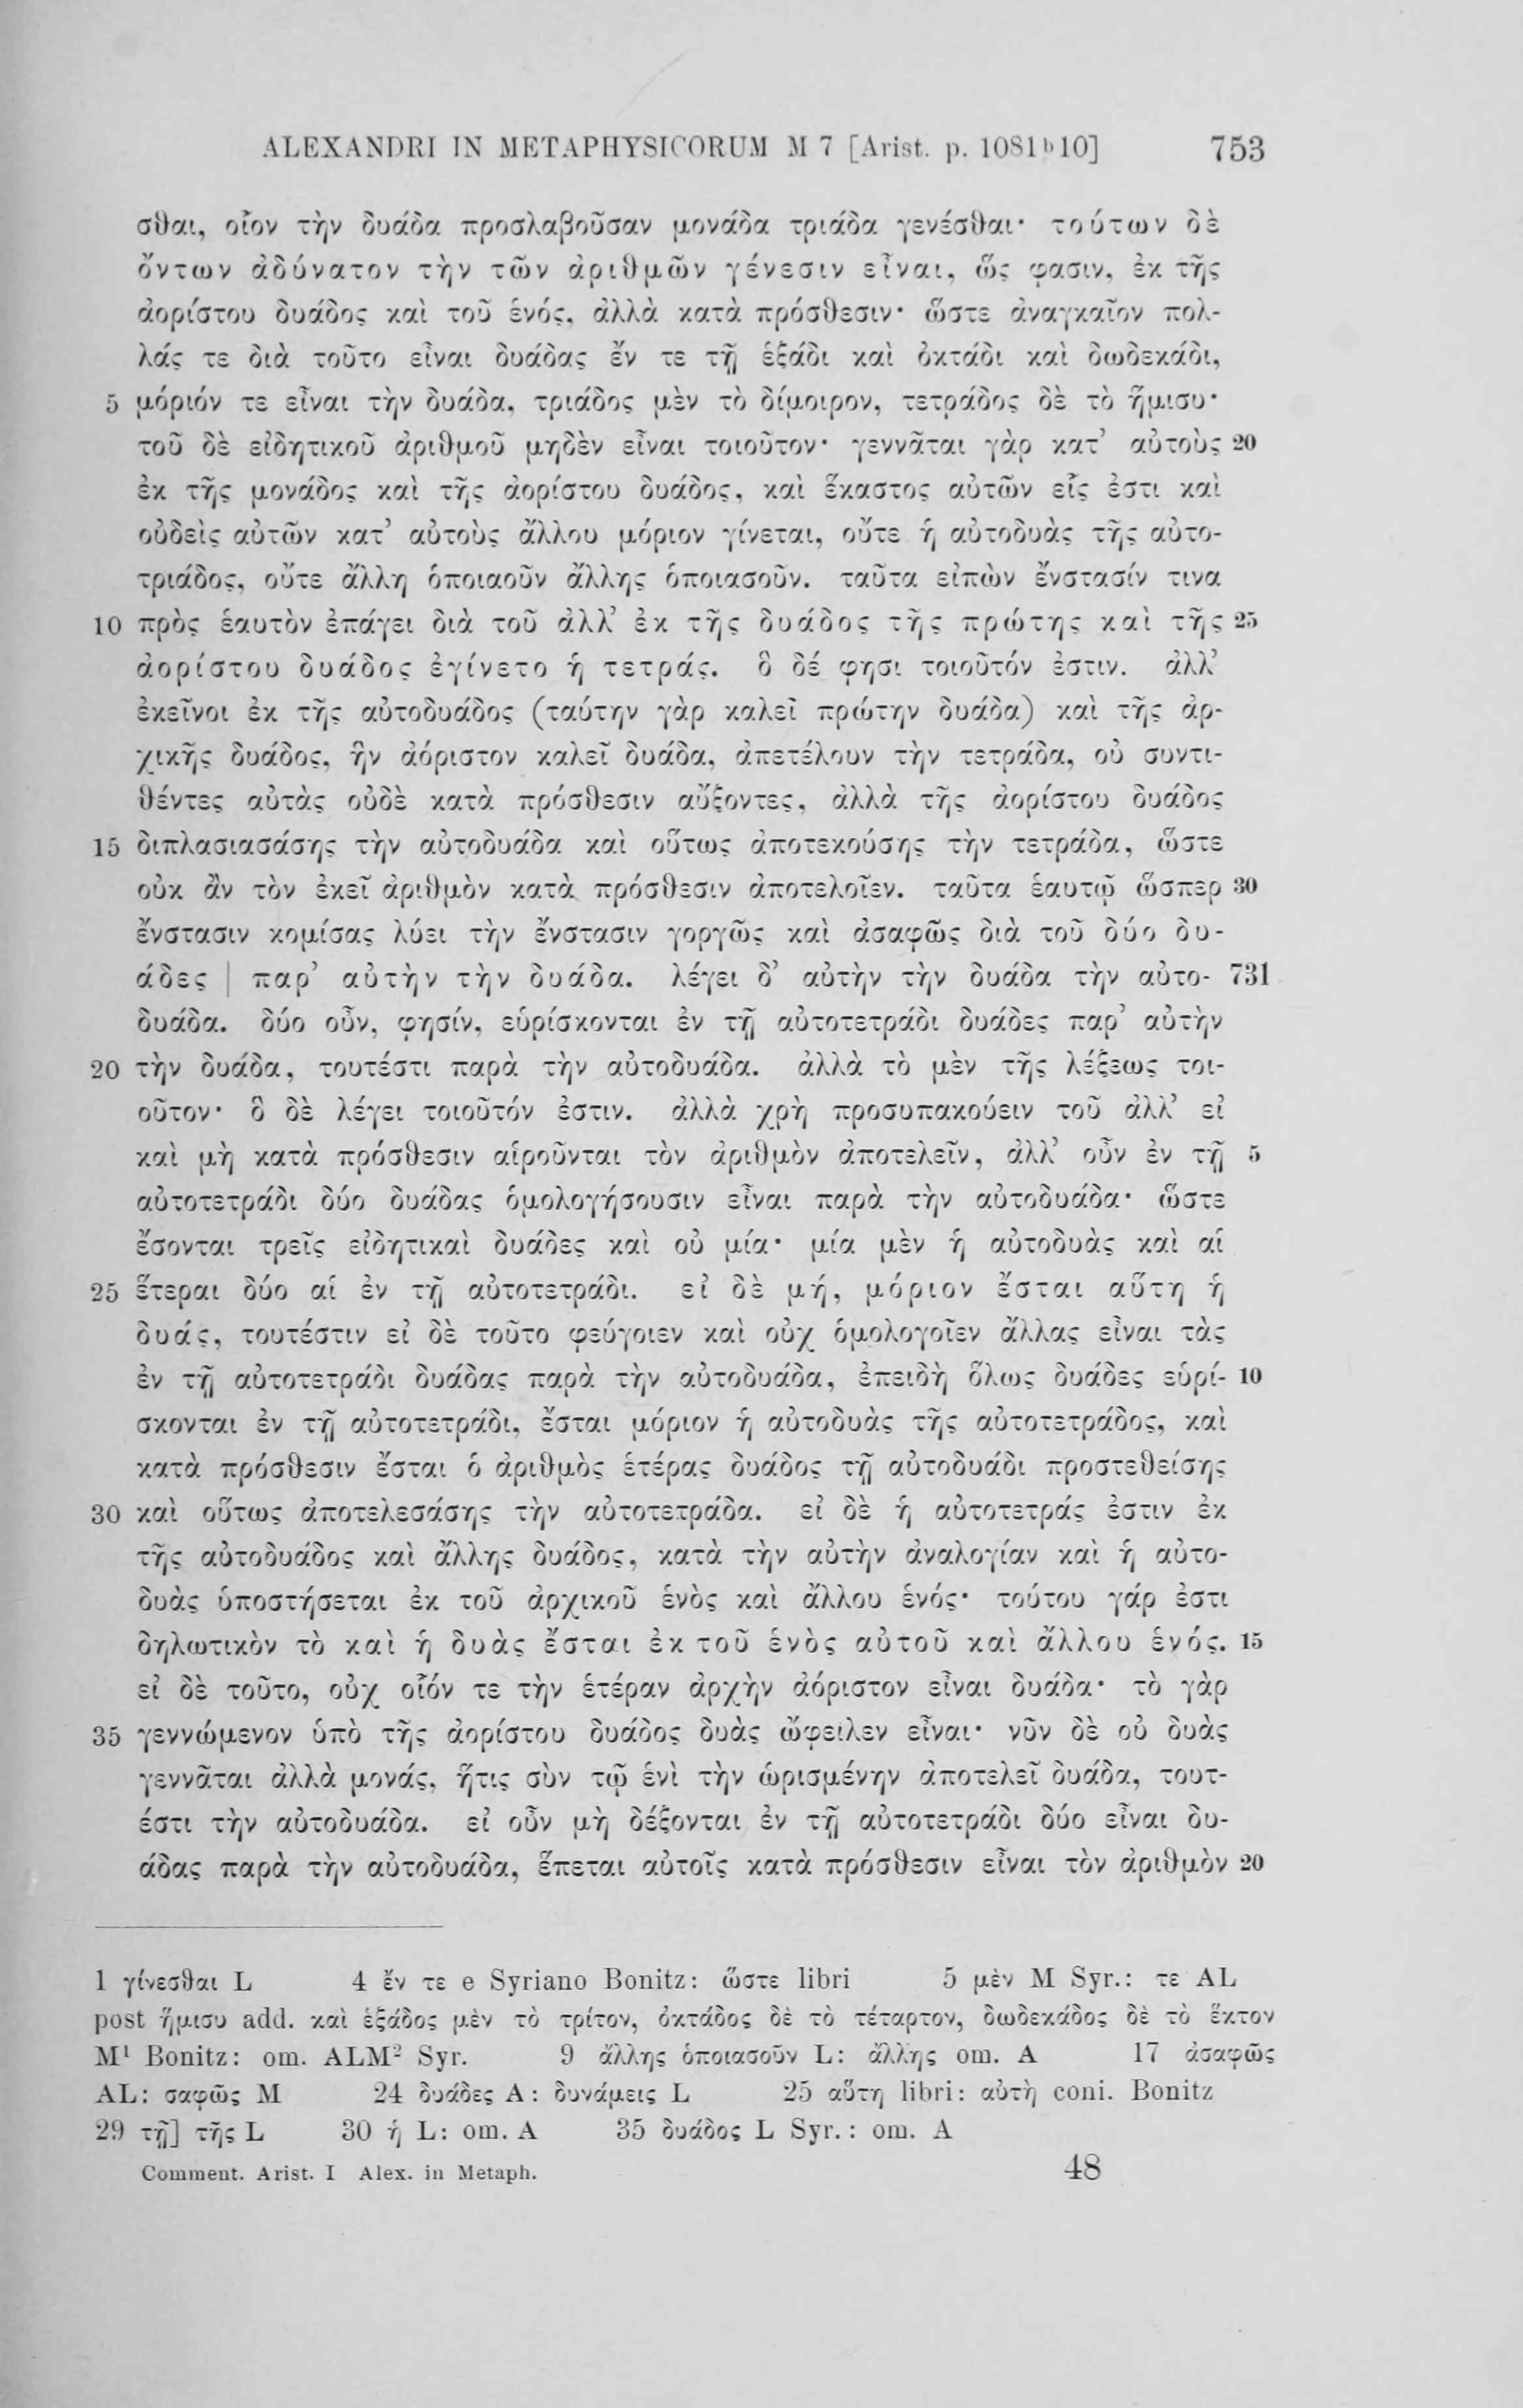 ALEXANDRI IN METAPHYSICORUM M 7 [Arist. p. 1081ᵇ10] 753
σθαι, οἷον τὴν δυάδα προσλαβοῦσαν μονάδα τριάδα γενέσθαι· τούτων δὲ
ὄντων ἀδύνατον τὴν τῶν ἀριθμῶν γένεσιν εἶναι, ὥς φασιν, ἐκ τῆς
ἀορίστου δυάδος καὶ τοῦ ἑνός, ἀλλὰ κατὰ πρόσθεσιν· ὥστε ἀναγκαῖον πολ-
λάς τε διὰ τοῦτο εἶναι δυάδας ἔν τε τῇ ἑξάδι καὶ ὀκτάδι καὶ δωδεκάδι,
5 μόριόν τε εἶναι τὴν δυάδα, τριάδος μὲν τὸ δίμοιρον, τετράδος δὲ τὸ ἥμισυ·
τοῦ δὲ εἰδητικοῦ ἀριθμοῦ μηδὲν εἶναι τοιοῦτον· γεννᾶται γὰρ κατ’ αὐτοὺς 20
ἐκ τῆς μονάδος καὶ τῆς ἀορίστου δυάδος, καὶ ἕκαστος αὐτῶν εἷς ἐστι καὶ
οὐδεὶς αὐτῶν κατ’ αὐτοὺς ἄλλου μόριον γίνεται, οὔτε ἡ αὐτοδυὰς τῆς αὐτο-
τριάδος, οὔτε ἄλλη ὁποιαοῦν ἄλλης ὁποιασοῦν. ταῦτα εἰπὼν ἔνστασίν τινα
10 πρὸς ἑαυτὸν ἐπάγει διὰ τοῦ ἀλλ’ ἐκ τῆς δυάδος τῆς πρώτης καὶ τῆς 25
ἀορίστου δυάδος ἐγίνετο ἡ τετράς. ὃ δέ φησι τοιοῦτόν ἐστιν. ἀλλ’
ἐκεῖνοι ἐκ τῆς αὐτοδυάδος (ταύτην γὰρ καλεῖ πρώτην δυάδα) καὶ τῆς ἀρ-
χικῆς δυάδος, ἣν ἀόριστον καλεῖ δυάδα, ἀπετέλουν τὴν τετράδα, οὐ συντι-
θέντες αὐτὰς οὐδὲ κατὰ πρόσθεσιν αὔξοντες, ἀλλὰ τῆς ἀορίστου δυάδος
15 διπλασιασάσης τὴν αὐτοδυάδα καὶ οὕτως ἀποτεκούσης τὴν τετράδα, ὥστε
οὐκ ἂν τὸν ἐκεῖ ἀριθμὸν κατὰ πρόσθεσιν ἀποτελοῖεν. ταῦτα ἑαυτῷ ὥσπερ 30
ἔνστασιν κομίσας λύει τὴν ἔνστασιν γοργῶς καὶ ἀσαφῶς διὰ τοῦ δύο δυ-
άδες | παρ’ αὐτὴν τὴν δυάδα. λέγει δ’ αὐτὴν τὴν δυάδα τὴν αὐτο- 731
δυάδα. δύο οὖν, φησίν, εὑρίσκονται ἐν τῇ αὐτοτετράδι δυάδες παρ’ αὐτὴν
20 τὴν δυάδα, τουτέστι παρὰ τὴν αὐτοδυάδα. ἀλλὰ τὸ μὲν τῆς λέξεως τοι-
οῦτον· ὃ δὲ λέγει τοιοῦτόν ἐστιν. ἀλλὰ χρὴ προσυπακούειν τοῦ ἀλλ’ εἰ
καὶ μὴ κατὰ πρόσθεσιν αἱροῦνται τὸν ἀριθμὸν ἀποτελεῖν, ἀλλ’ οὖν ἐν τῇ 5
αὐτοτετράδι δύο δυάδας ὁμολογήσουσιν εἶναι παρὰ τὴν αὐτοδυάδα· ὥστε
ἔσονται τρεῖς εἰδητικαὶ δυάδες καὶ οὐ μία· μία μὲν ἡ αὐτοδυὰς καὶ αἱ
25 ἕτεραι δύο αἱ ἐν τῇ αὐτοτετράδι. εἰ δὲ μή, μόριον ἔσται αὕτη ἡ
δυάς, τουτέστιν εἰ δὲ τοῦτο φεύγοιεν καὶ οὐχ ὁμολογοῖεν ἄλλας εἶναι τὰς
ἐν τῇ αὐτοτετράδι δυάδας παρὰ τὴν αὐτοδυάδα, ἐπειδὴ ὅλως δυάδες εὑρί- 10
σκονται ἐν τῇ αὐτοτετράδι, ἔσται μόριον ἡ αὐτοδυὰς τῆς αὐτοτετράδος, καὶ
κατὰ πρόσθεσιν ἔσται ὁ ἀριθμὸς ἑτέρας δυάδος τῇ αὐτοδυάδι προστεθείσης
30 καὶ οὕτως ἀποτελεσάσης τὴν αὐτοτετράδα. εἰ δὲ ἡ αὐτοτετράς ἐστιν ἐκ
τῆς αὐτοδυάδος καὶ ἄλλης δυάδος, κατὰ τὴν αὐτὴν ἀναλογίαν καὶ ἡ αὐτο-
δυὰς ὑποστήσεται ἐκ τοῦ ἀρχικοῦ ἑνὸς καὶ ἄλλου ἑνός· τούτου γάρ ἐστι
δηλωτικὸν τὸ καὶ ἡ δυὰς ἔσται ἐκ τοῦ ἑνὸς αὐτοῦ καὶ ἄλλου ἑνός. 15
εἰ δὲ τοῦτο, οὐχ οἷόν τε τὴν ἑτέραν ἀρχὴν ἀόριστον εἶναι δυάδα· τὸ γὰρ
35 γεννώμενον ὑπὸ τῆς ἀορίστου δυάδος δυὰς ὤφειλεν εἶναι· νῦν δὲ οὐ δυὰς
γεννᾶται ἀλλὰ μονάς, ἥτις σὺν τῷ ἑνὶ τὴν ὡρισμένην ἀποτελεῖ δυάδα, τουτ-
έστι τὴν αὐτοδυάδα. εἰ οὖν μὴ δέξονται ἐν τῇ αὐτοτετράδι δύο εἶναι δυ-
άδας παρὰ τὴν αὐτοδυάδα, ἕπεται αὐτοῖς κατὰ πρόσθεσιν εἶναι τὸν ἀριθμὸν 20
1 γίνεσθαι L 4 ἔν τε e Syriano Bonitz: ὥστε libri 5 μὲν M Syr.: τε AL
post ἥμισυ add. καὶ ἑξάδος μὲν τὸ τρίτον, ὀκτάδος δὲ τὸ τέταρτον, δωδεκάδος δὲ τὸ ἕκτον
M¹ Bonitz: om. ALM² Syr. 9 ἄλλης ὁποιασοῦν L: ἄλλης om. A 17 ἀσαφῶς
AL: σαφῶς M 24 δυάδες A: δυνάμεις L 25 αὕτη libri: αὐτὴ coni. Bonitz
29 τῇ] τῆς L 30 ἡ L: om. A 35 δυάδος L Syr.: om. A
Comment. Arist. I Alex. in Metaph. 48